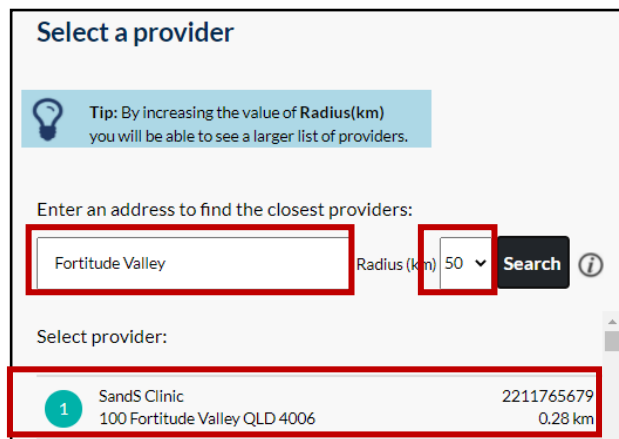 Select a provider
Tip: By increasing the value of Radius(km)
you will be able to see a larger list of providers.
Enter an address to find the closest providers:
Fortitude Valley Radius (km) 50 Search i
Select provider:
1 SandS Clinic 2211765679
100 Fortitude Valley QLD 4006 0.28 km